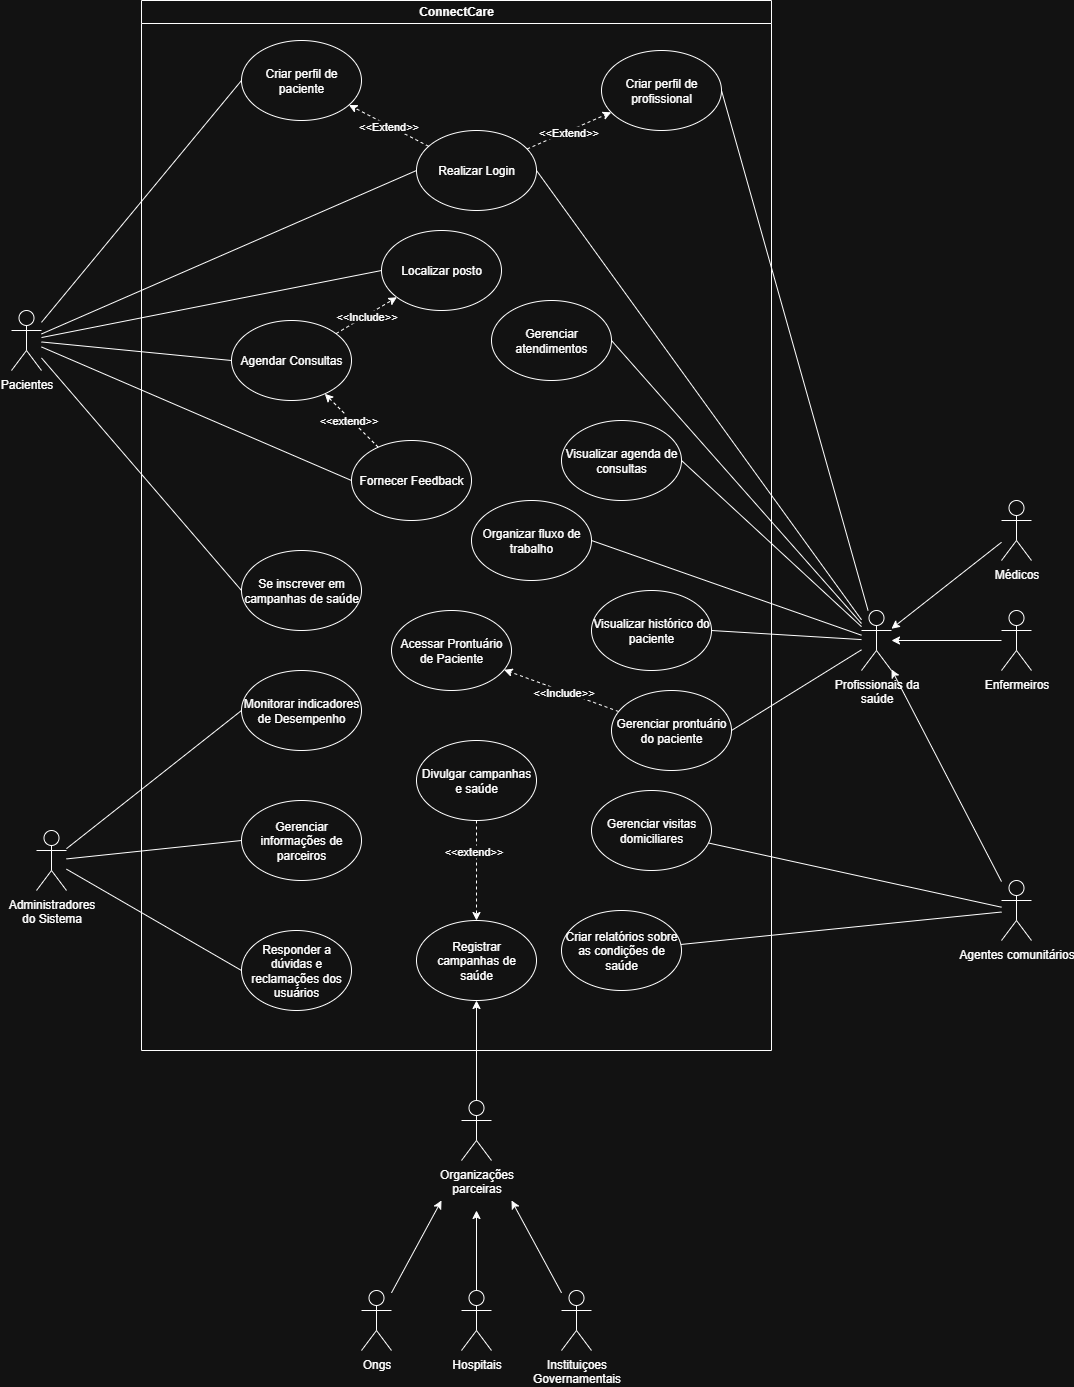 ConnectCare
Criar perfil de
paciente
Criar perfil de
profissional
<<Extend>>
<<Extend>>
Realizar Login
Localizar posto
<<Include>>
Gerenciar
atendimentos
Agendar Consultas
Pacientes
<<extend>>
Fornecer Feedback
Visualizar agenda de
consultas
Organizar fluxo de
trabalho
Médicos
Se inscrever em
campanhas de saúde
Visualizar histórico do
paciente
Acessar Prontuário
de Paciente
Profissionais da
saúde
Enfermeiros
<<Include>>
Monitorar indicadores
de Desempenho
Gerenciar prontuário
do paciente
Divulgar campanhas
e saúde
Gerenciar
informações de
parceiros
Gerenciar visitas
domiciliares
<<extend>>
Administradores
do Sistema
Responder a
dúvidas e
reclamações dos
usuários
Registrar
campanhas de
saúde
Criar relatórios sobre
as condições de
saúde
Agentes comunitários
Organizações
parceiras
Ongs
Hospitais
Instituiçoes
Governamentais